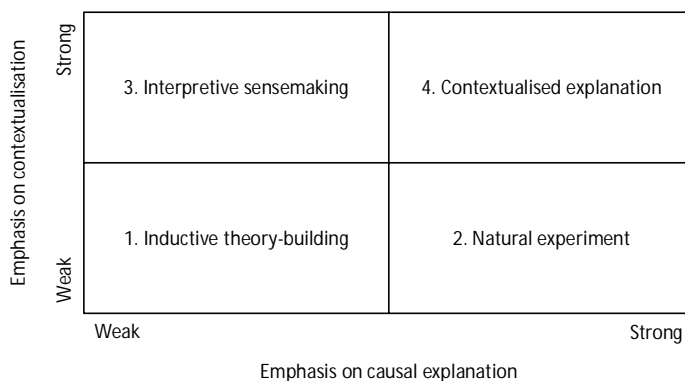 Emphasis on contextualisation
Strong
Weak
3. Interpretive sensemaking
4. Contextualised explanation
1. Inductive theory-building
2. Natural experiment
Weak
Strong
Emphasis on causal explanation